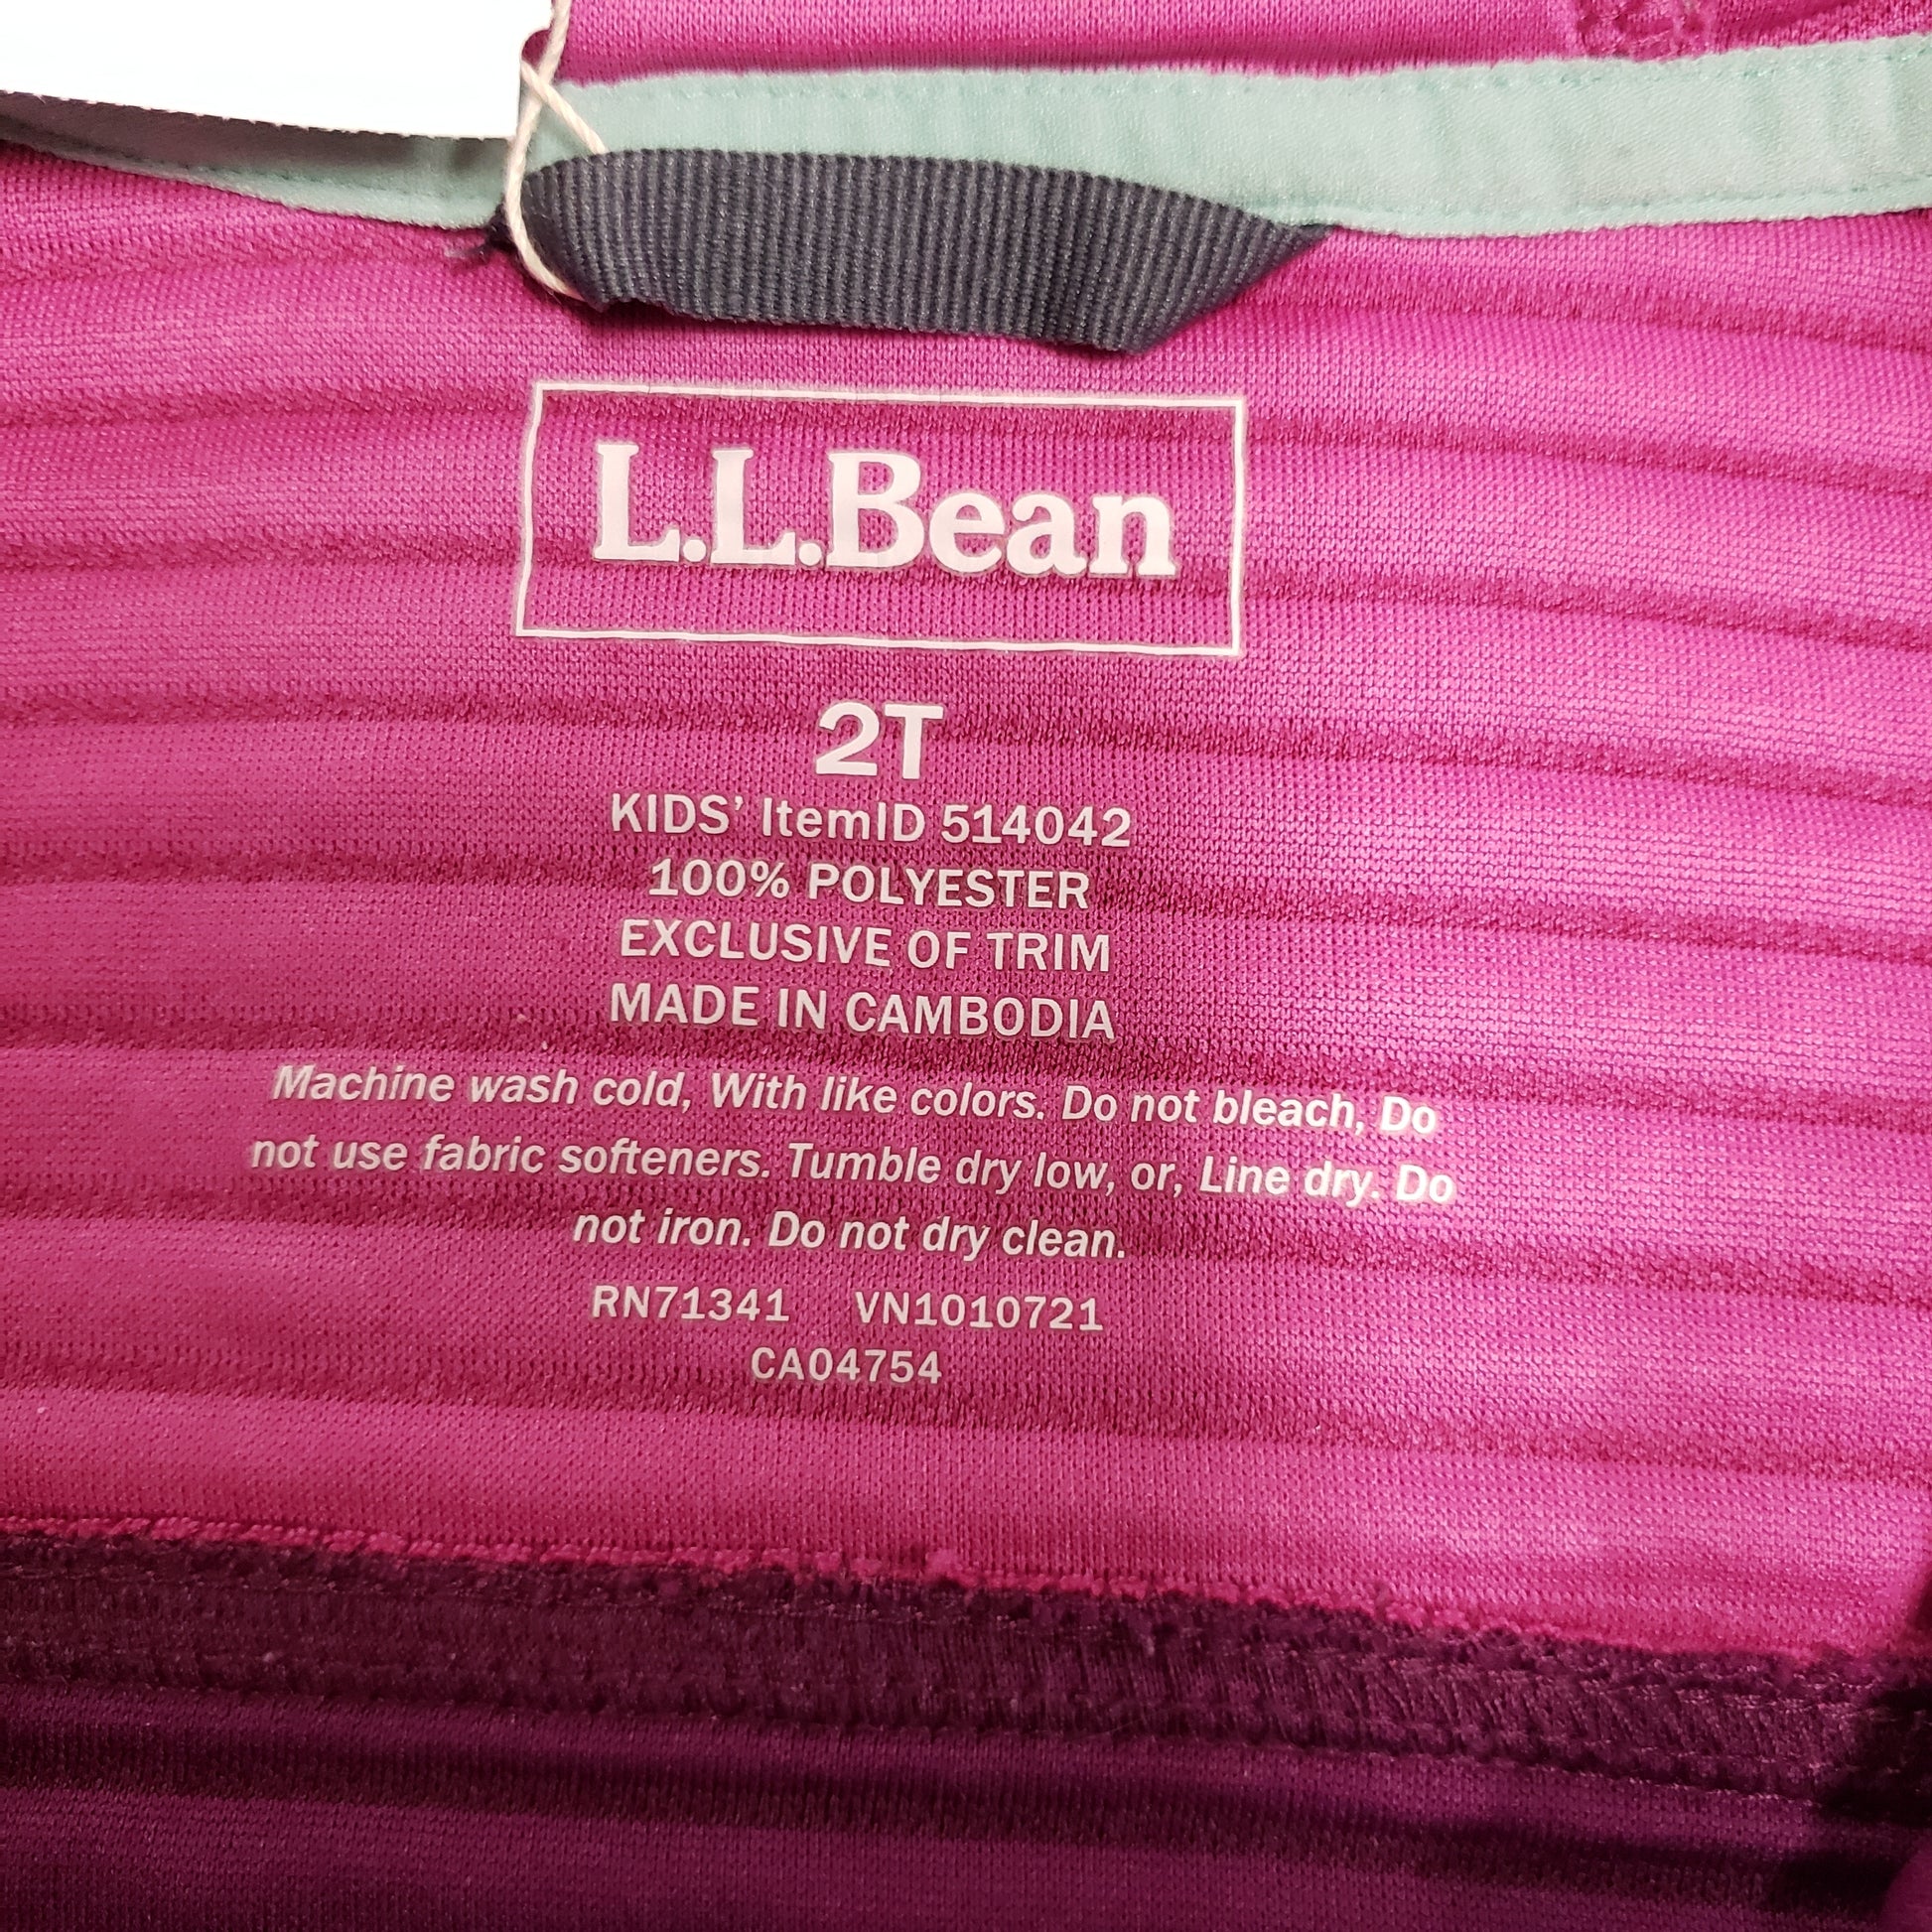 L.L.Bean
2T
KIDS' ItemID 514042
100% POLYESTER
EXCLUSIVE OF TRIM
MADE IN CAMBODIA
Machine wash cold, With like colors. Do not bleach, Do
not use fabric softeners. Tumble dry low, or, Line dry. Do
not iron. Do not dry clean.
RN71341 VN1010721
CA04754